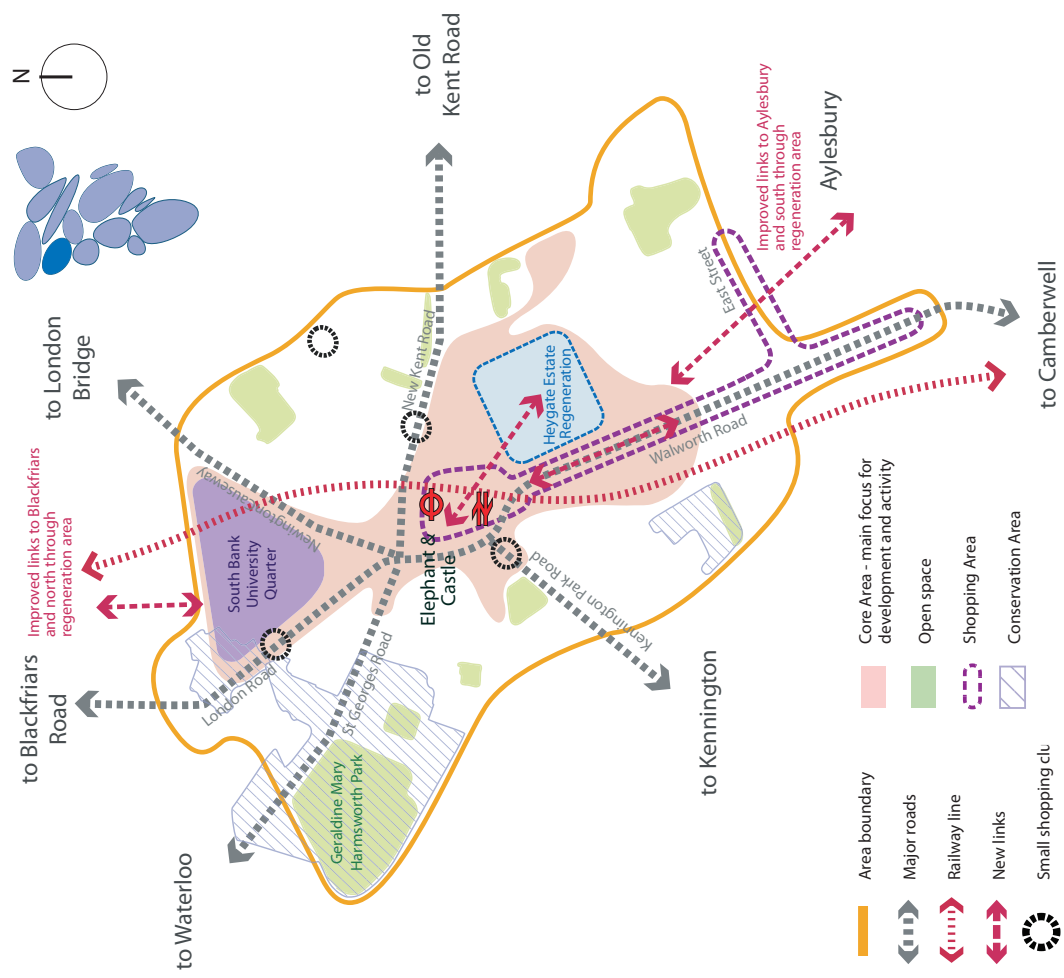 N
to Old
Kent Road
to London
Bridge
Improved links to Blackfriars
and north through
regeneration area
to Blackfriars
Road
to Waterloo
Improved links to Aylesbury
and south through
regeneration area
Aylesbury
East Street
New Kent Road
Newington Causeway
South Bank
University
Quarter
London Road
St Georges Road
Geraldine Mary
Harmsworth Park
Elephant &
Castle
Heygate Estate
Regeneration
Walworth Road
Kennington Park Road
to Kennington
to Camberwell
Area boundary
Major roads
Railway line
New links
Small shopping clu
Core Area - main focus for
development and activity
Open space
Shopping Area
Conservation Area